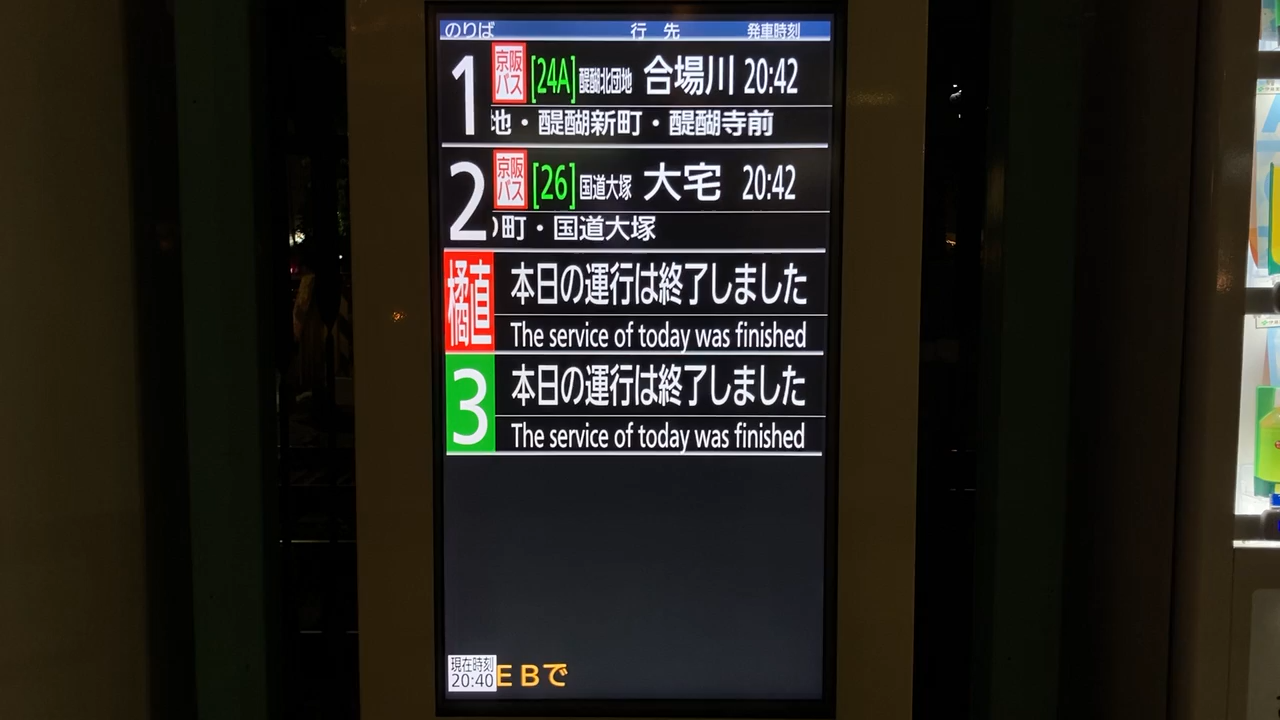 のりば 行先 発車時刻
1 京阪バス [24A] 醍醐北団地 合場川 20:42
地・醍醐新町・醍醐寺前
2 京阪バス [26] 国道大塚 大宅 20:42
町・国道大塚
橘直 本日の運行は終了しました
The service of today was finished
3 本日の運行は終了しました
The service of today was finished
現在時刻
20:40 EBで